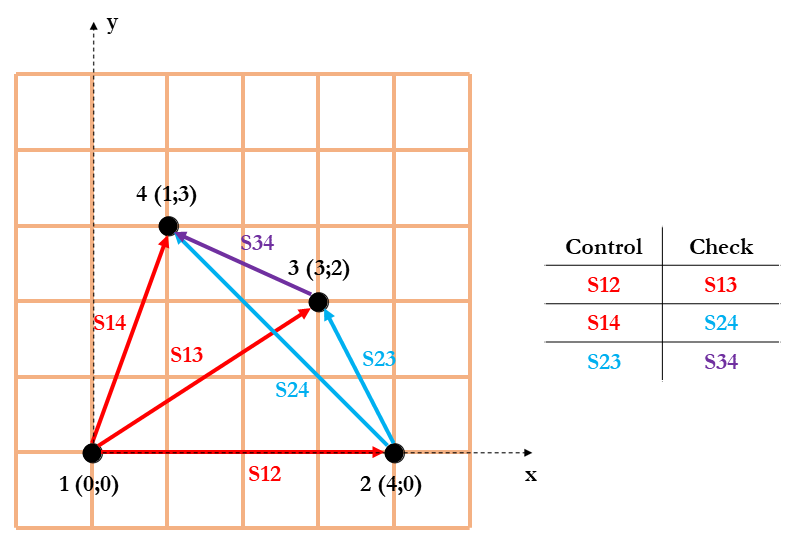 y
4 (1;3)
S34
3 (3;2)
S14
S13
S23
S24
S12
x
1 (0;0)
2 (4;0)
Control Check
S12 S13
S14 S24
S23 S34